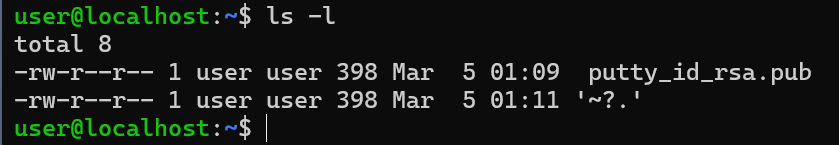 user@localhost:~$ ls -l
total 8
-rw-r--r-- 1 user user 398 Mar  5 01:09  putty_id_rsa.pub
-rw-r--r-- 1 user user 398 Mar  5 01:11 '~?.'
user@localhost:~$